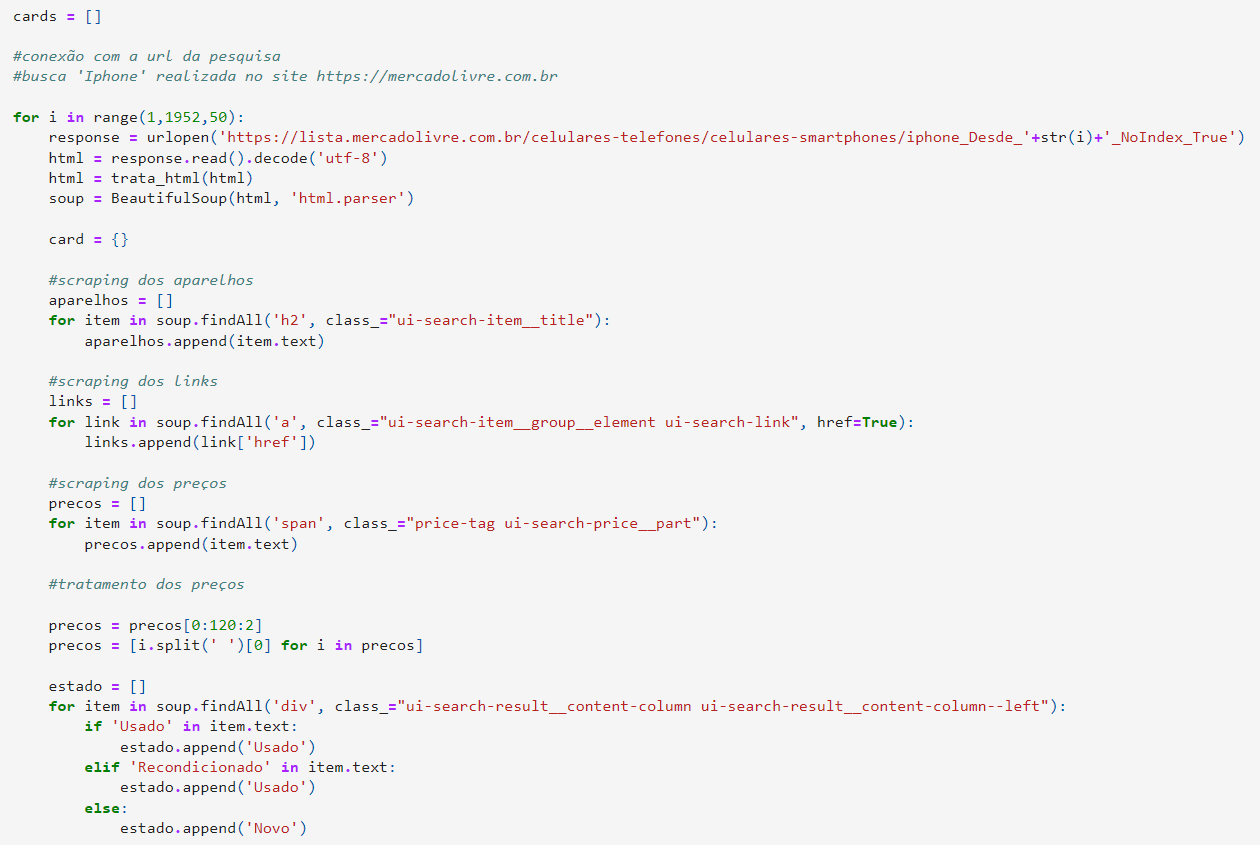 cards = []
#conexão com a url da pesquisa
#busca 'Iphone' realizada no site https://mercadolivre.com.br
for i in range(1,1952,50):
    response = urlopen('https://lista.mercadolivre.com.br/celulares-telefones/celulares-smartphones/iphone_Desde_'+str(i)+'_NoIndex_True')
    html = response.read().decode('utf-8')
    html = trata_html(html)
    soup = BeautifulSoup(html, 'html.parser')
    card = {}
    #scraping dos aparelhos
    aparelhos = []
    for item in soup.findAll('h2', class_="ui-search-item__title"):
        aparelhos.append(item.text)
    #scraping dos links
    links = []
    for link in soup.findAll('a', class_="ui-search-item__group__element ui-search-link", href=True):
        links.append(link['href'])
    #scraping dos preços
    precos = []
    for item in soup.findAll('span', class_="price-tag ui-search-price__part"):
        precos.append(item.text)
    #tratamento dos preços
    precos = precos[0:120:2]
    precos = [i.split(' ')[0] for i in precos]
    estado = []
    for item in soup.findAll('div', class_="ui-search-result__content-column ui-search-result__content-column--left"):
        if 'Usado' in item.text:
            estado.append('Usado')
        elif 'Recondicionado' in item.text:
            estado.append('Usado')
        else:
            estado.append('Novo')